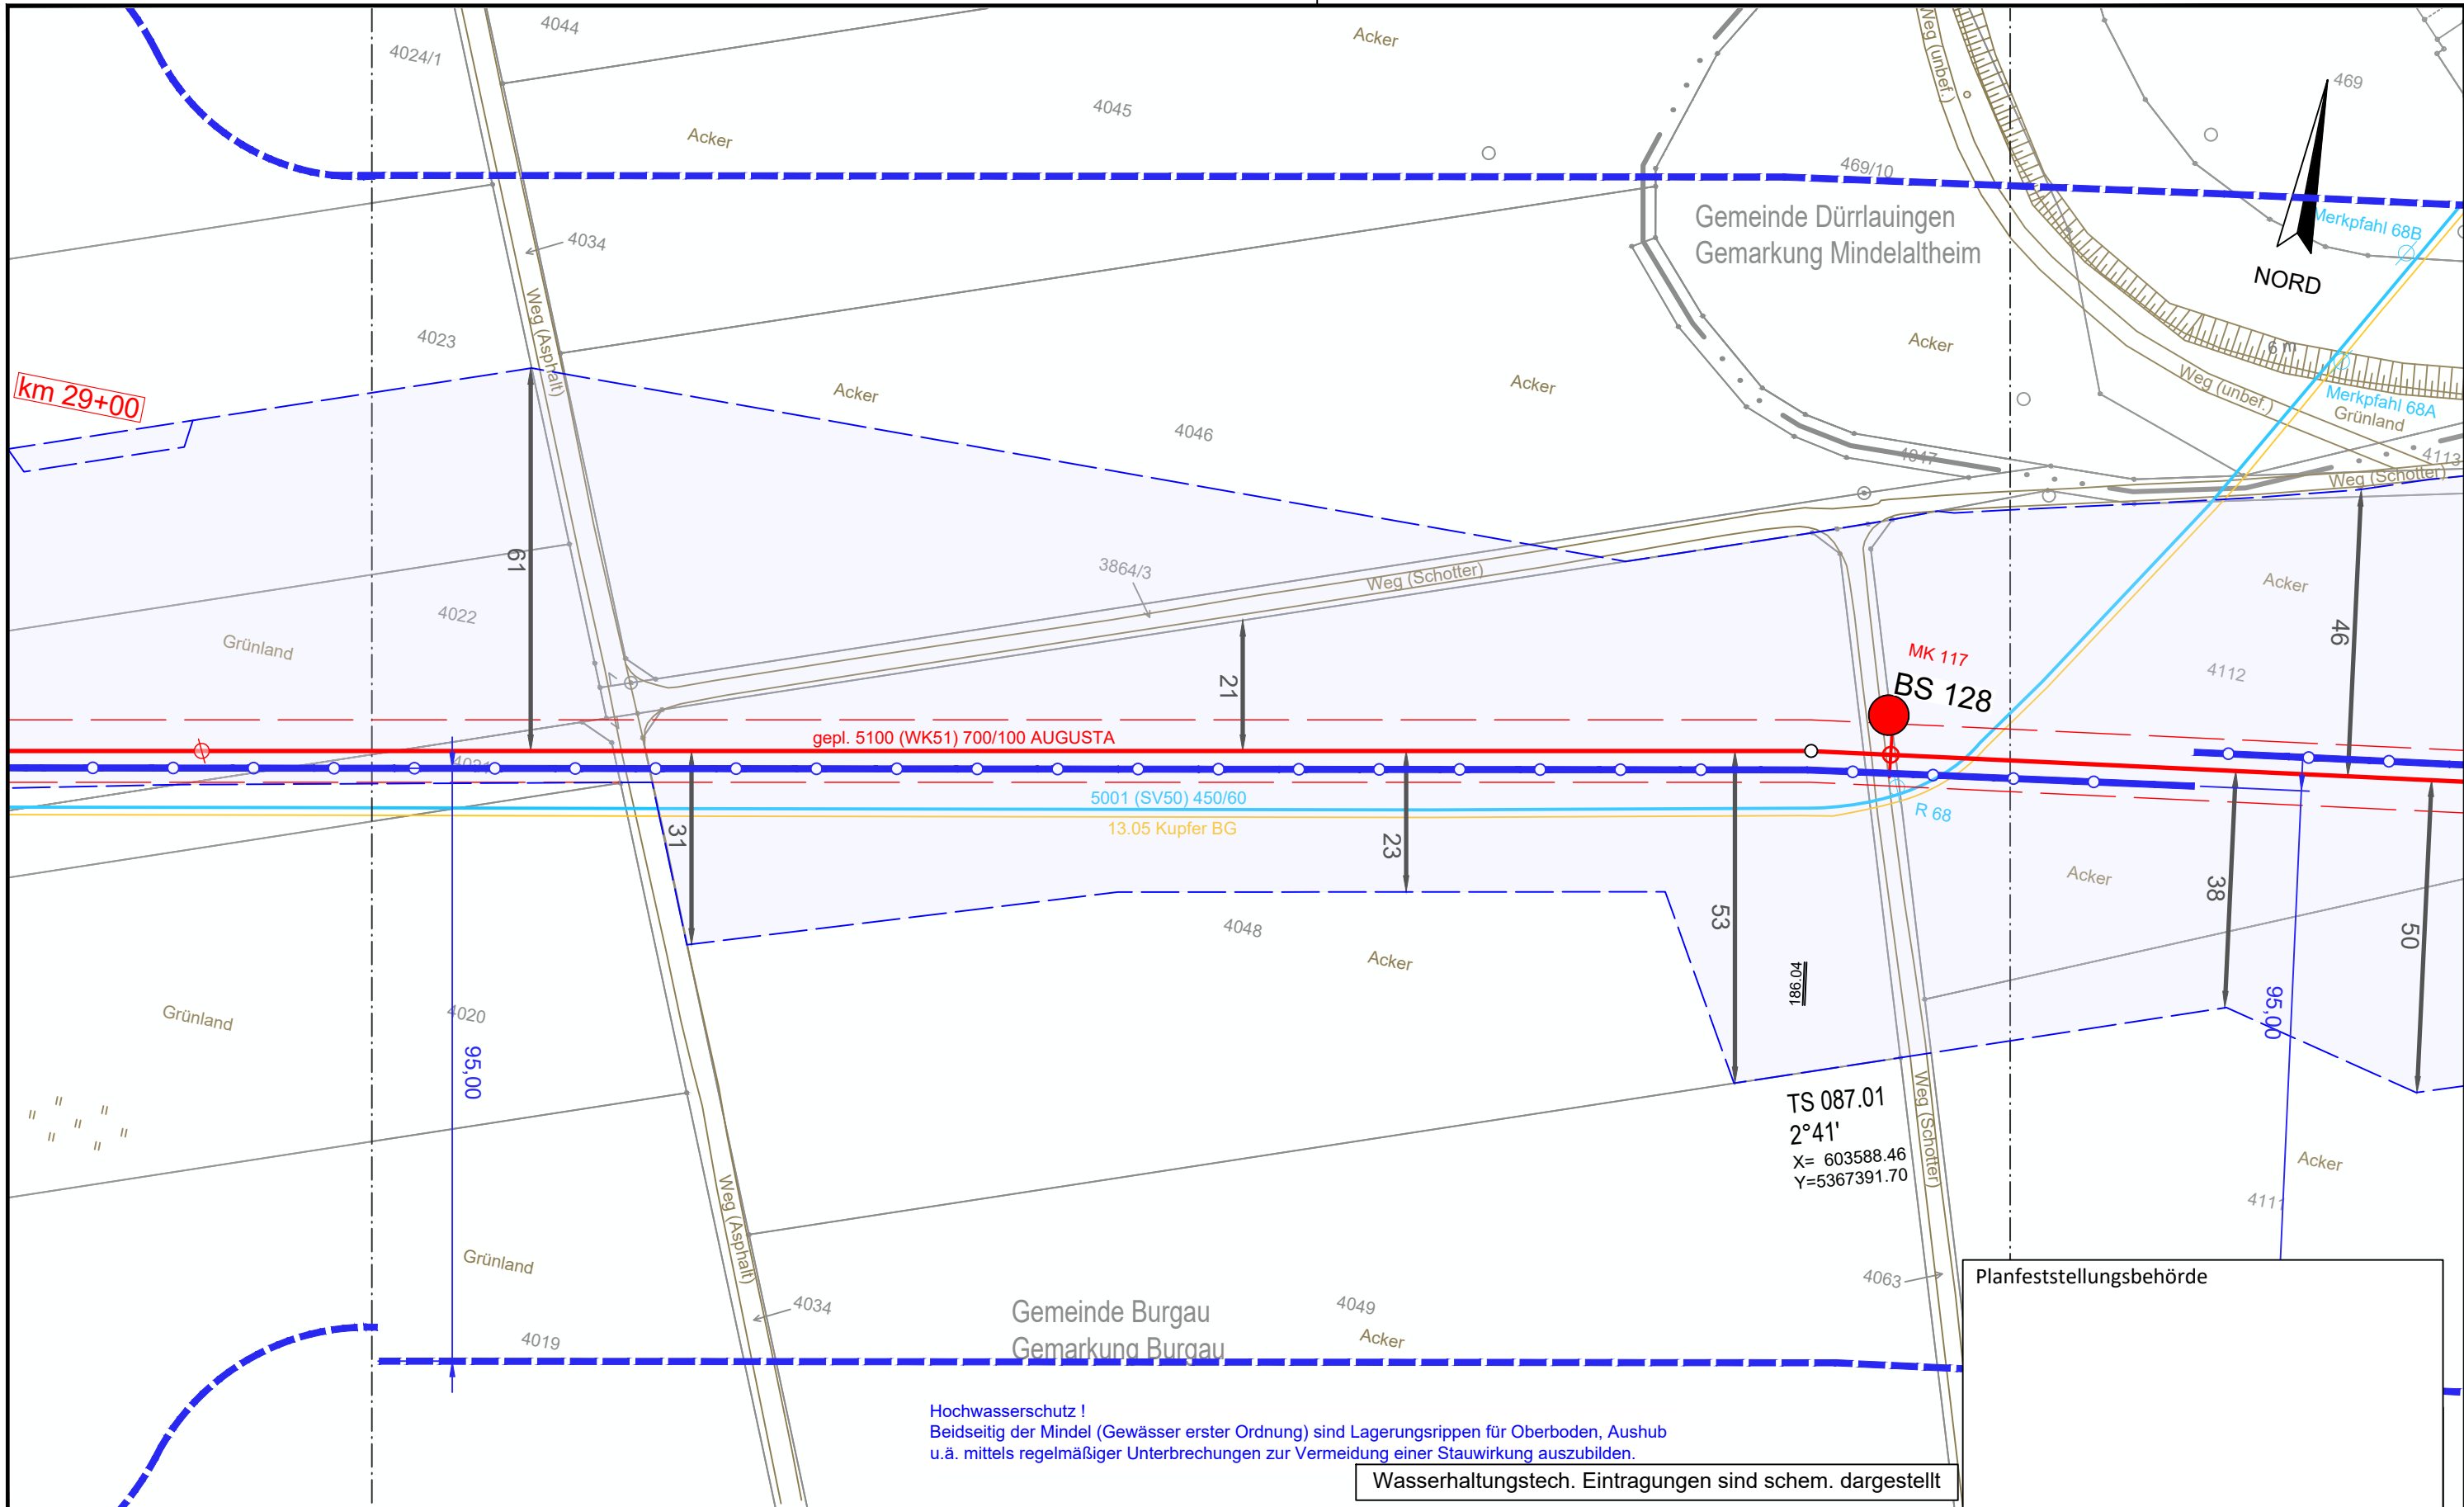 4044
4024/1
Acker
4045
Acker
Weg (unbef.)
469
469/10
Gemeinde Dürrlauingen
Gemarkung Mindelaltheim
Merkpfahl 68B
NORD
4034
Weg (Asphalt)
4023
km 29+00
Acker
Acker
Acker
6 m
Weg (unbef.)
Merkpfahl 68A
Grünland
4046
4047
4113
Weg (Schotter)
61
3864/3
Weg (Schotter)
Acker
4022
Grünland
46
21
MK 117
4112
BS 128
gepl. 5100 (WK51) 700/100 AUGUSTA
4021
5001 (SV50) 450/60
13.05 Kupfer BG
R 68
31
23
53
38
50
Acker
4048
Acker
186.04
95,00
Grünland
4020
95,00
TS 087.01
2°41'
X= 603588.46
Y=5367391.70
Weg (Schotter)
Acker
4111
Weg (Asphalt)
Grünland
4063
Planfeststellungsbehörde
4034
4019
Gemeinde Burgau
Gemarkung Burgau
4049
Acker
Hochwasserschutz !
Beidseitig der Mindel (Gewässer erster Ordnung) sind Lagerungsrippen für Oberboden, Aushub
u.ä. mittels regelmäßiger Unterbrechungen zur Vermeidung einer Stauwirkung auszubilden.
Wasserhaltungstech. Eintragungen sind schem. dargestellt